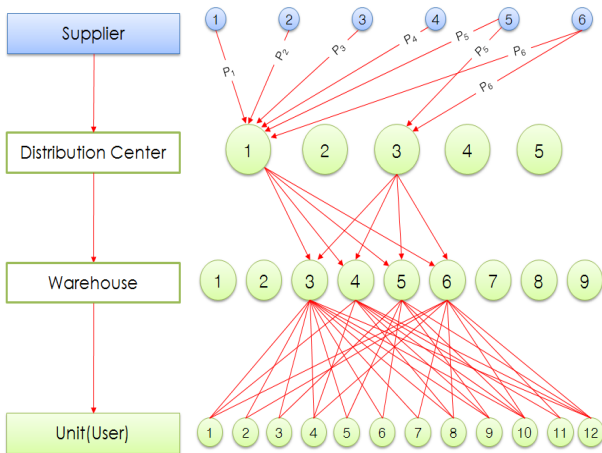 Supplier
1 2 3 4 5 6
P1 P2 P3 P4 P5 P5 P6 P6
Distribution Center
1 2 3 4 5
Warehouse
1 2 3 4 5 6 7 8 9
Unit(User)
1 2 3 4 5 6 7 8 9 10 11 12